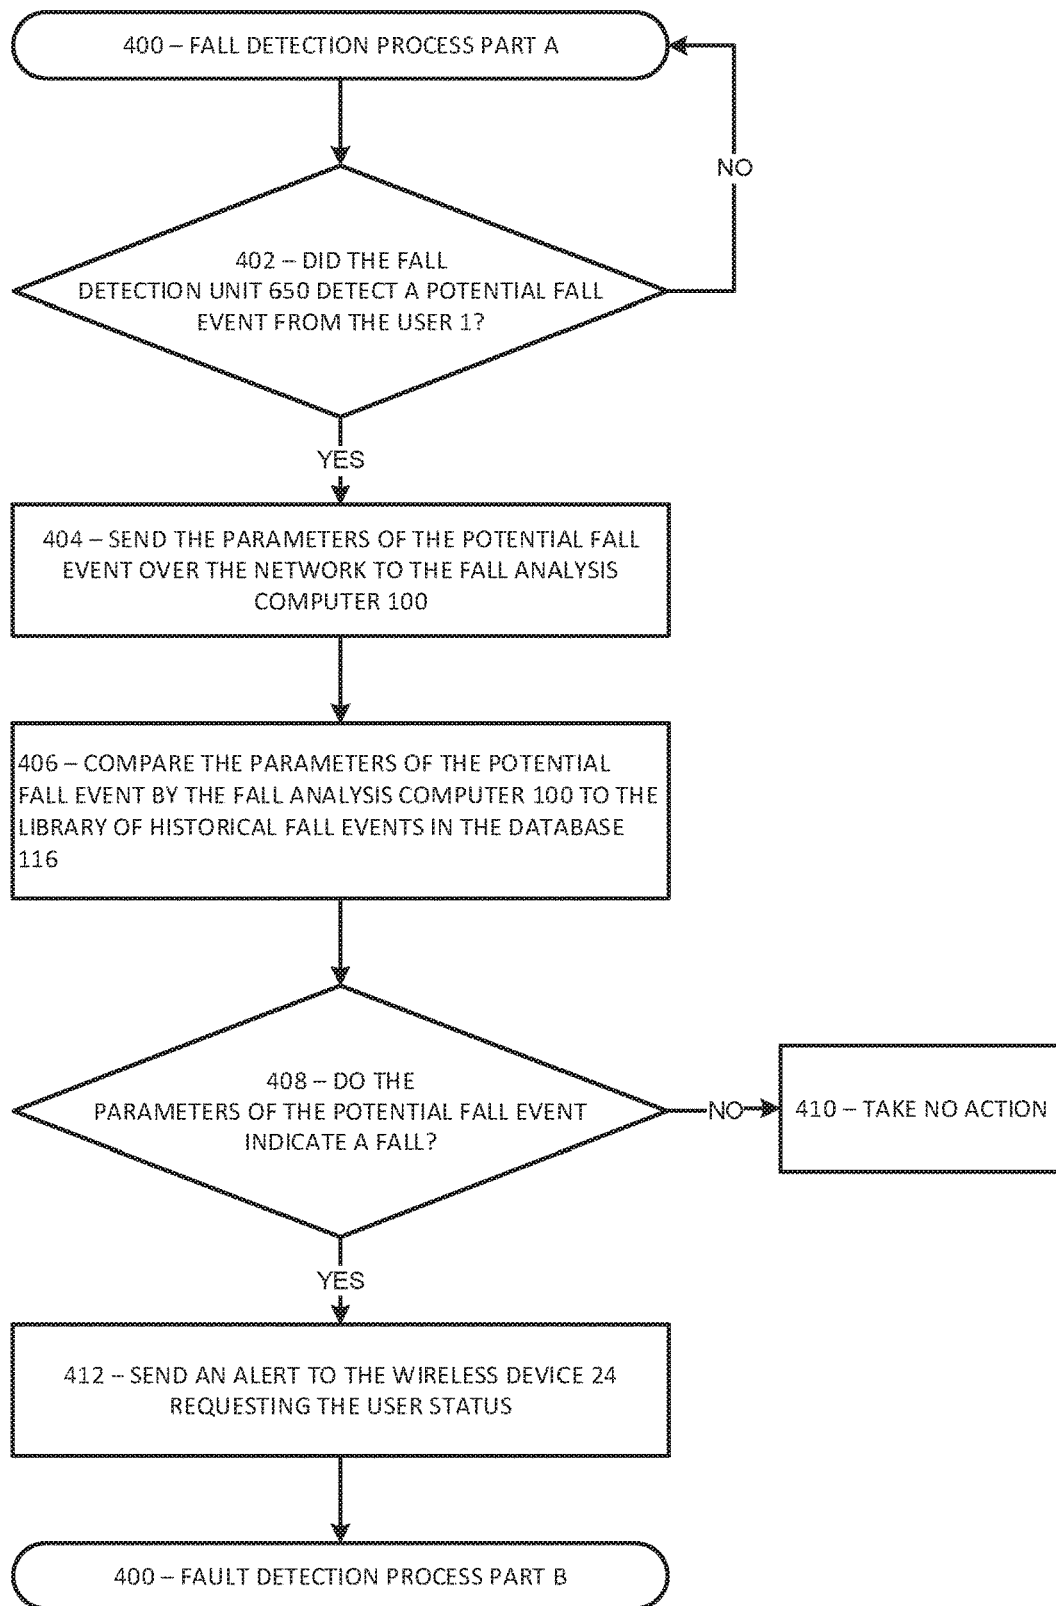 400 – FALL DETECTION PROCESS PART A
NO
402 – DID THE FALL
DETECTION UNIT 650 DETECT A POTENTIAL FALL
EVENT FROM THE USER 1?
YES
404 – SEND THE PARAMETERS OF THE POTENTIAL FALL
EVENT OVER THE NETWORK TO THE FALL ANALYSIS
COMPUTER 100
406 – COMPARE THE PARAMETERS OF THE POTENTIAL
FALL EVENT BY THE FALL ANALYSIS COMPUTER 100 TO THE
LIBRARY OF HISTORICAL FALL EVENTS IN THE DATABASE
116
408 – DO THE
PARAMETERS OF THE POTENTIAL FALL EVENT
INDICATE A FALL?
NO
410 – TAKE NO ACTION
YES
412 – SEND AN ALERT TO THE WIRELESS DEVICE 24
REQUESTING THE USER STATUS
400 – FAULT DETECTION PROCESS PART B